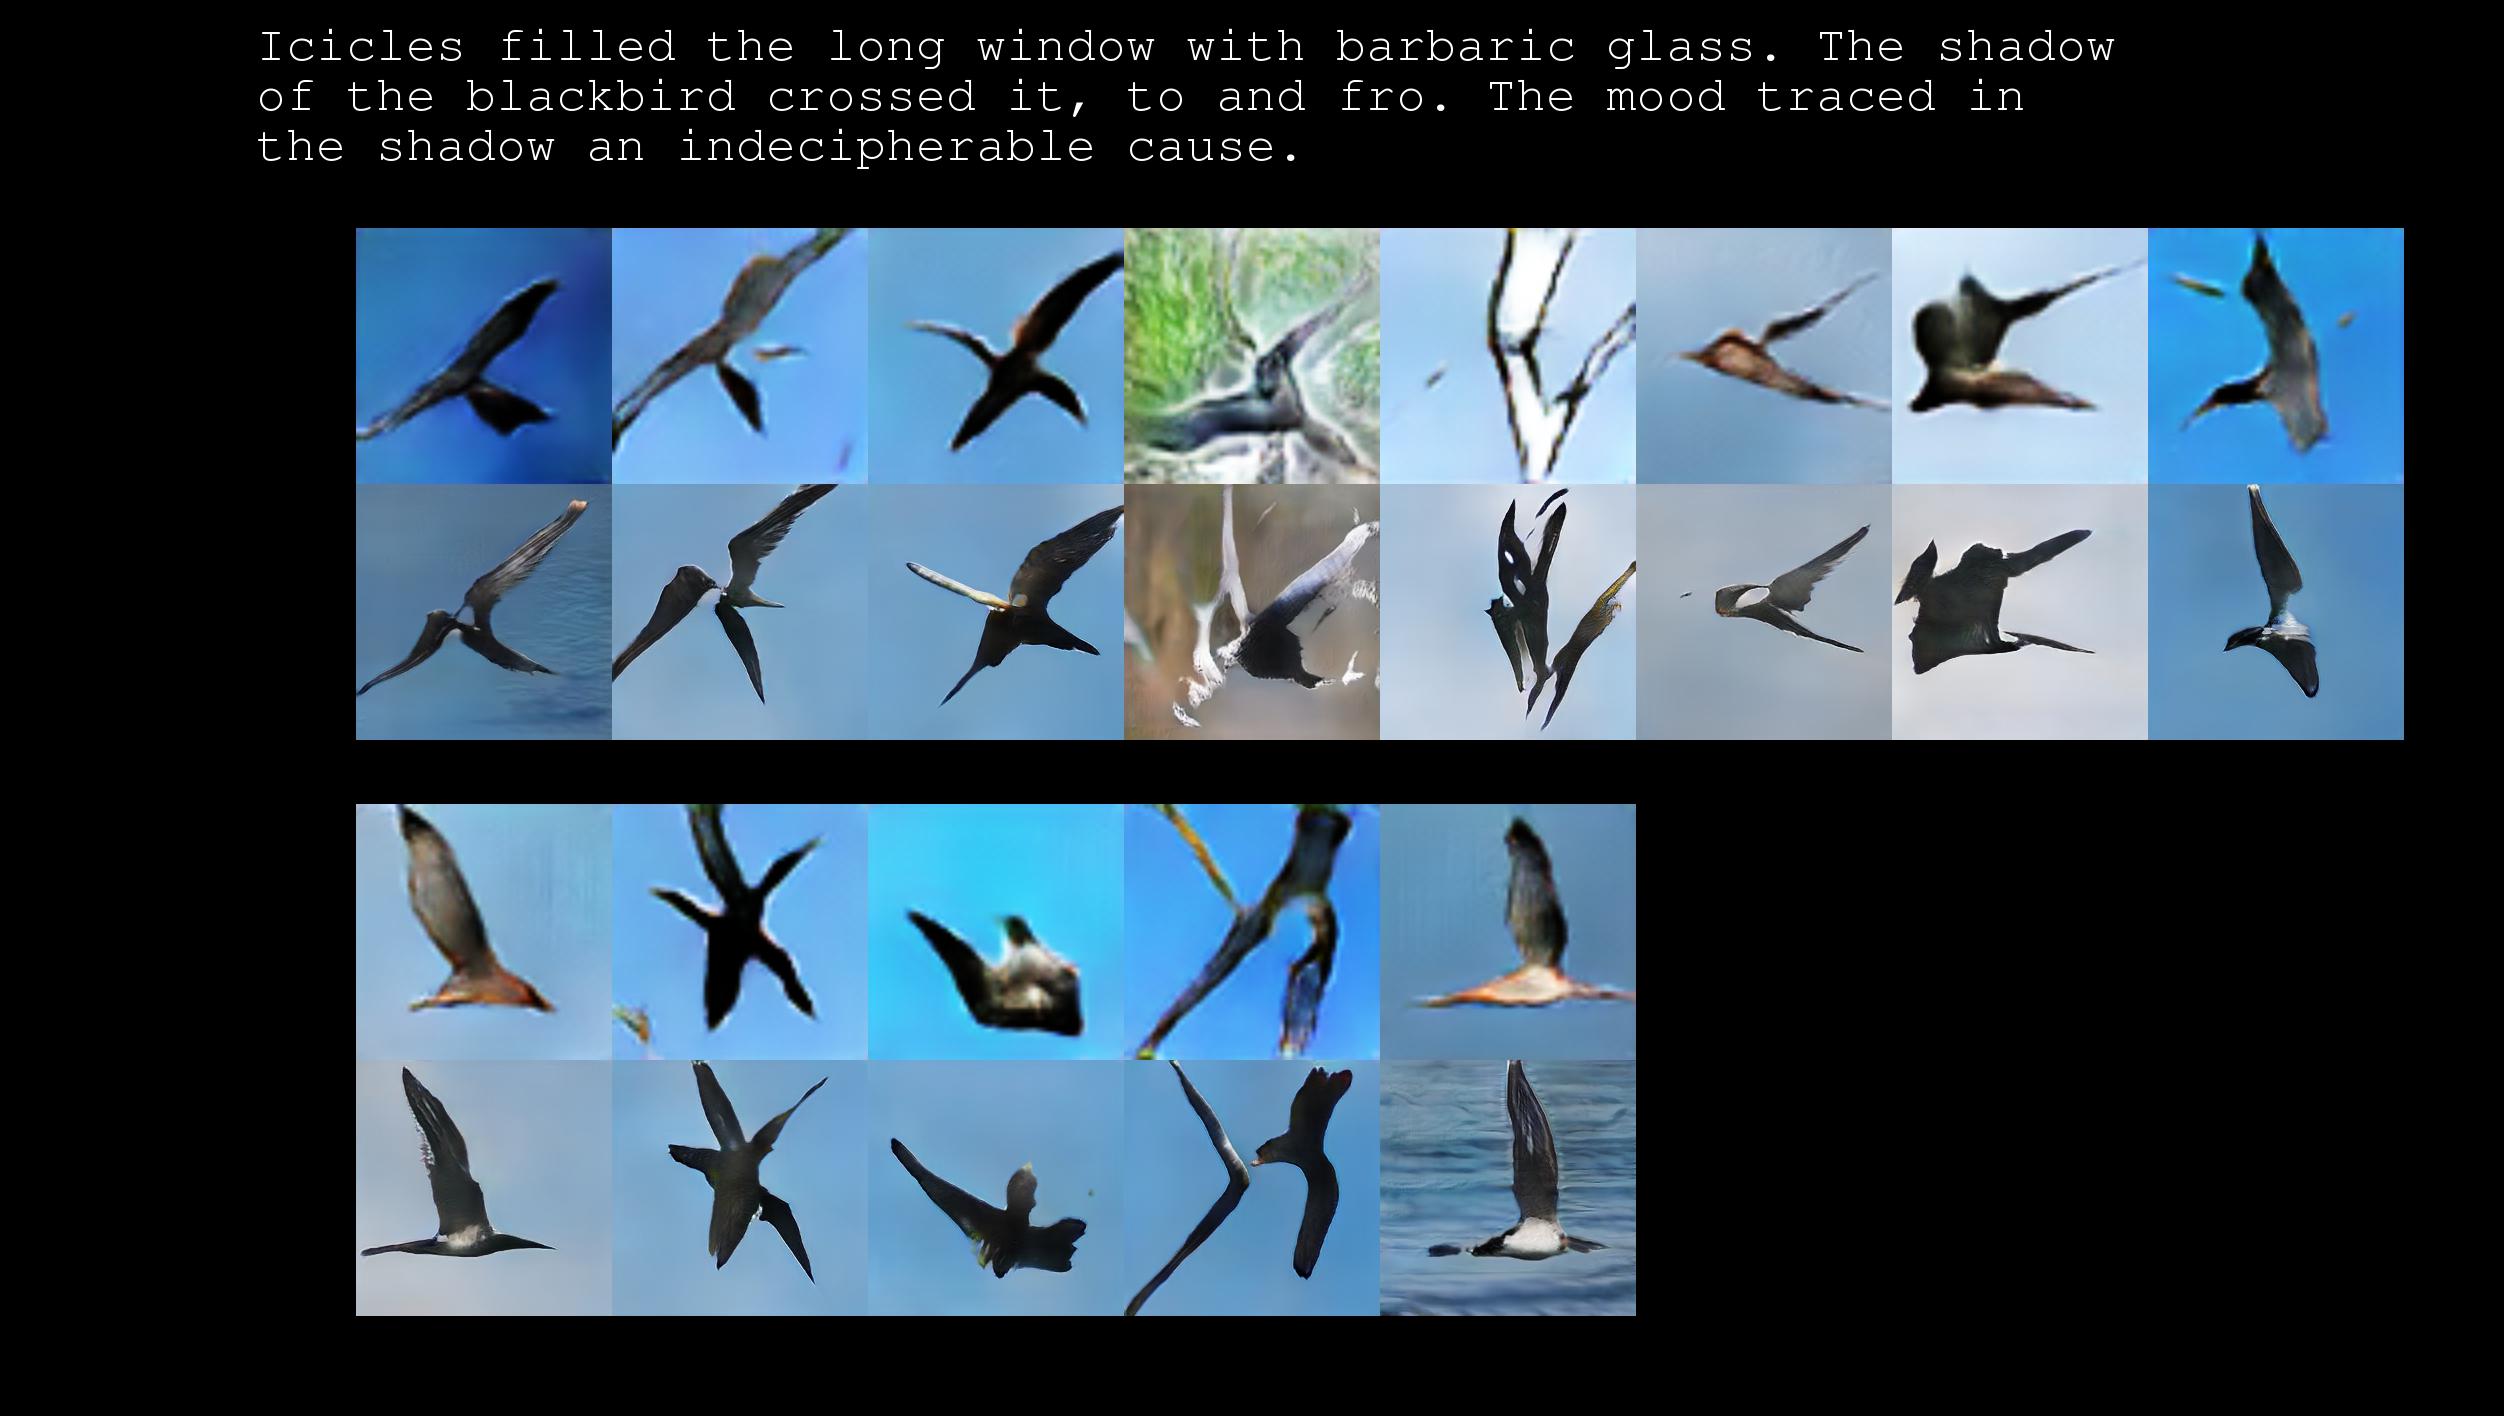 Icicles filled the long window with barbaric glass. The shadow
of the blackbird crossed it, to and fro. The mood traced in
the shadow an indecipherable cause.